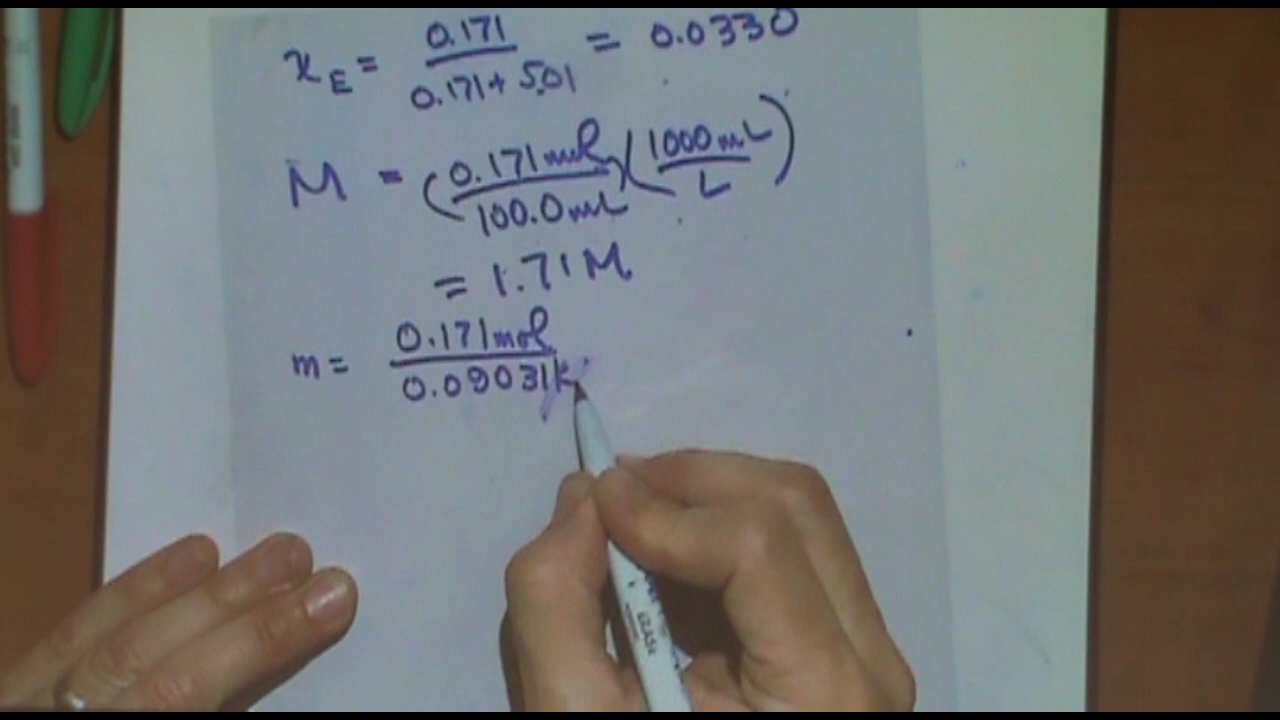 x_E = 0.171 / 0.171 + 5.01 = 0.0330
M = (0.171 mol / 100.0 mL)(1000 mL / L)
= 1.71 M
m = 0.171 mol / 0.09031 k